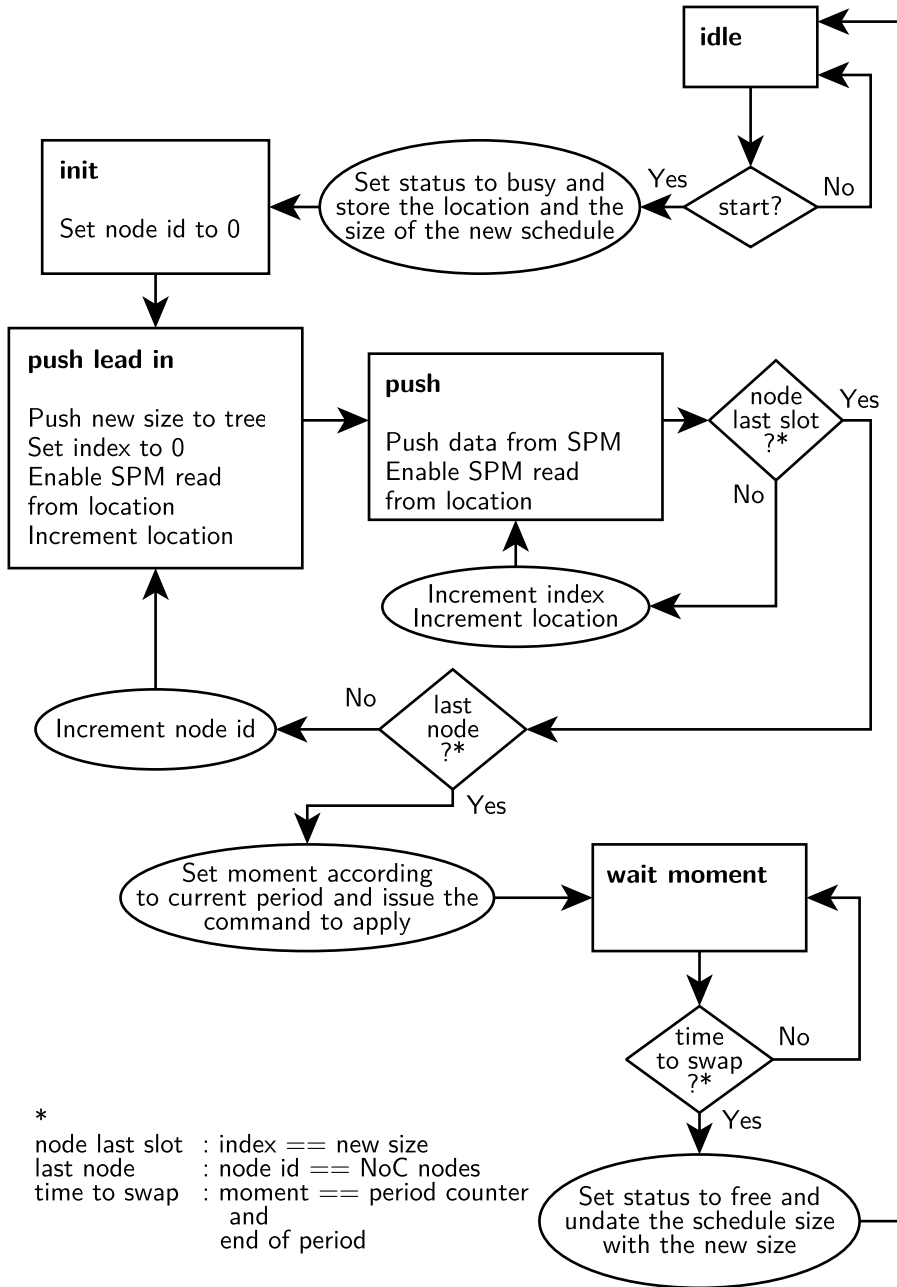 idle
start?
Yes
No
Set status to busy and
store the location and the
size of the new schedule
init
Set node id to 0
push lead in
Push new size to tree
Set index to 0
Enable SPM read
from location
Increment location
push
Push data from SPM
Enable SPM read
from location
node
last slot
?*
Yes
No
Increment index
Increment location
last
node
?*
No
Increment node id
Yes
Set moment according
to current period and issue the
command to apply
wait moment
time
to swap
?*
No
Yes
Set status to free and
undate the schedule size
with the new size
*
node last slot : index == new size
last node : node id == NoC nodes
time to swap : moment == period counter
and
end of period